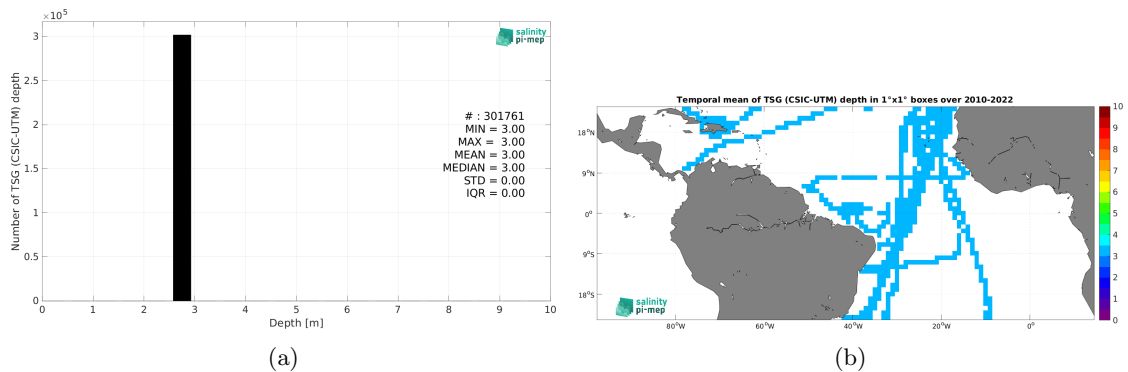 ×10⁵
3
2.5
2
1.5
1
0.5
0
Number of TSG (CSIC-UTM) depth
salinity
pi-mep
# : 301761
MIN = 3.00
MAX = 3.00
MEAN = 3.00
MEDIAN = 3.00
STD = 0.00
IQR = 0.00
0 1 2 3 4 5 6 7 8 9 10
Depth [m]
(a)
Temporal mean of TSG (CSIC-UTM) depth in 1°x1° boxes over 2010-2022
18°N
9°N
0°
9°S
18°S
salinity
pi-mep
80°W 60°W 40°W 20°W 0°
10
9
8
7
6
5
4
3
2
1
0
(b)